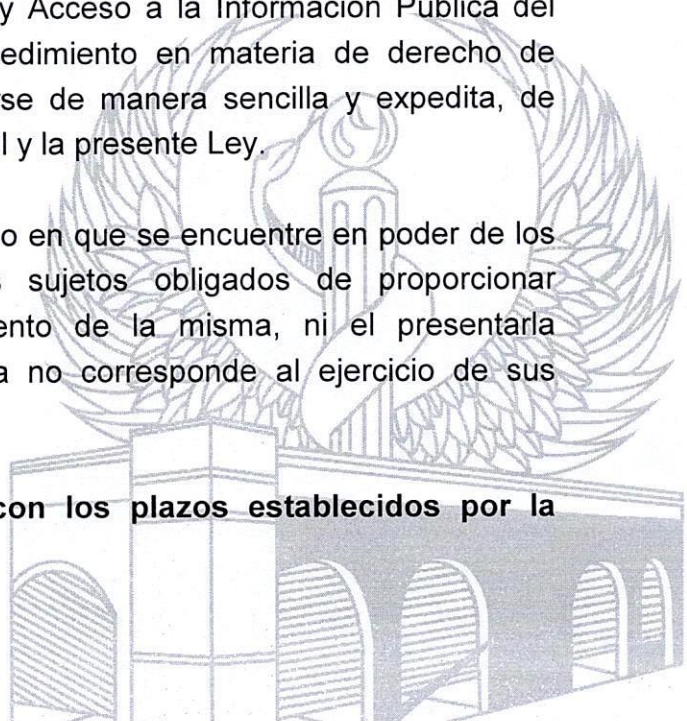 y Acceso a la Información Pública del
edimiento en materia de derecho de
rse de manera sencilla y expedita, de
l y la presente Ley.
o en que se encuentre en poder de los
sujetos obligados de proporcionar
ento de la misma, ni el presentarla
a no corresponde al ejercicio de sus
con los plazos establecidos por la